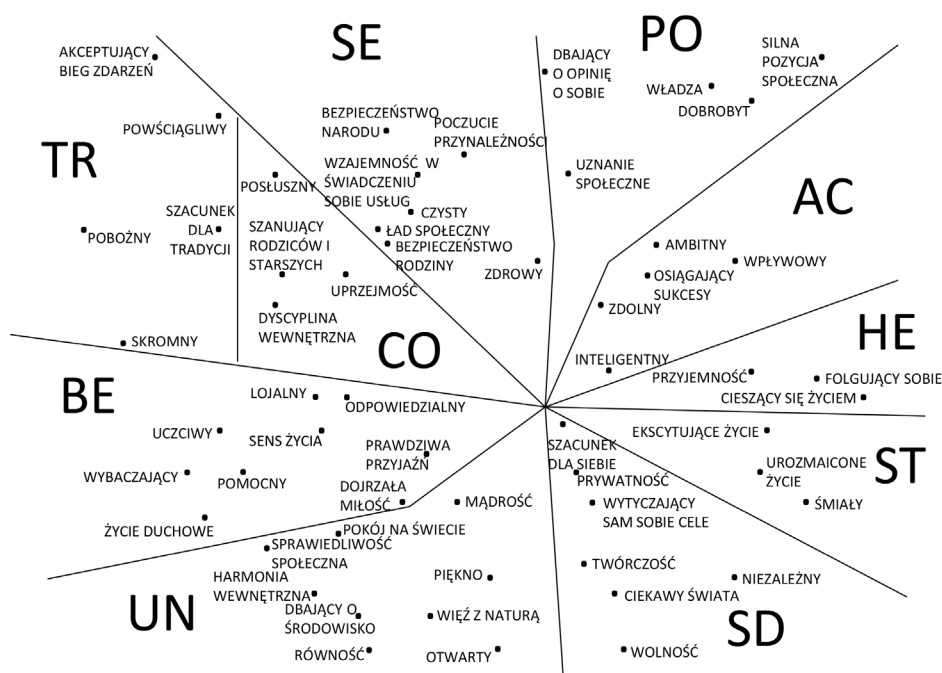 SE
PO
AKCEPTUJĄCY
BIEG ZDARZEŃ
DBAJĄCY
O OPINIĘ
O SOBIE
SILNA
POZYCJA
SPOŁECZNA
WŁADZA
DOBROBYT
POWŚCIĄGLIWY
BEZPIECZEŃSTWO
NARODU
POCZUCIE
PRZYNALEŻNOŚCI
TR
POSŁUSZNY
WZAJEMNOŚĆ W
ŚWIADCZENIU
SOBIE USŁUG
UZNANIE
SPOŁECZNE
AC
SZACUNEK
DLA
TRADYCJI
POBOŻNY
SZANUJĄCY
RODZICÓW I
STARSZYCH
CZYSTY
ŁAD SPOŁECZNY
BEZPIECZEŃSTWO
RODZINY
ZDROWY
AMBITNY
WPŁYWOWY
OSIĄGAJĄCY
SUKCESY
UPRZEJMOŚĆ
ZDOLNY
DYSCYPLINA
WEWNĘTRZNA
SKROMNY
CO
HE
INTELIGENTNY
PRZYJEMNOŚĆ
FOLGUJĄCY SOBIE
CIESZĄCY SIĘ ŻYCIEM
BE
LOJALNY
ODPOWIEDZIALNY
UCZCIWY
SENS ŻYCIA
PRAWDZIWA
PRZYJAŹŃ
SZACUNEK
DLA SIEBIE
EKSCYTUJĄCE ŻYCIE
ST
WYBACZAJĄCY
POMOCNY
PRYWATNOŚĆ
UROZMAICONE
ŻYCIE
DOJRZAŁA
MIŁOŚĆ
MĄDROŚĆ
WYTYCZAJĄCY
SAM SOBIE CELE
ŚMIAŁY
ŻYCIE DUCHOWE
POKÓJ NA ŚWIECIE
SPRAWIEDLIWOŚĆ
SPOŁECZNA
TWÓRCZOŚĆ
HARMONIA
WEWNĘTRZNA
PIĘKNO
NIEZALEŻNY
CIEKAWY ŚWIATA
UN
DBAJĄCY O
ŚRODOWISKO
WIĘŹ Z NATURĄ
SD
RÓWNOŚĆ
OTWARTY
WOLNOŚĆ